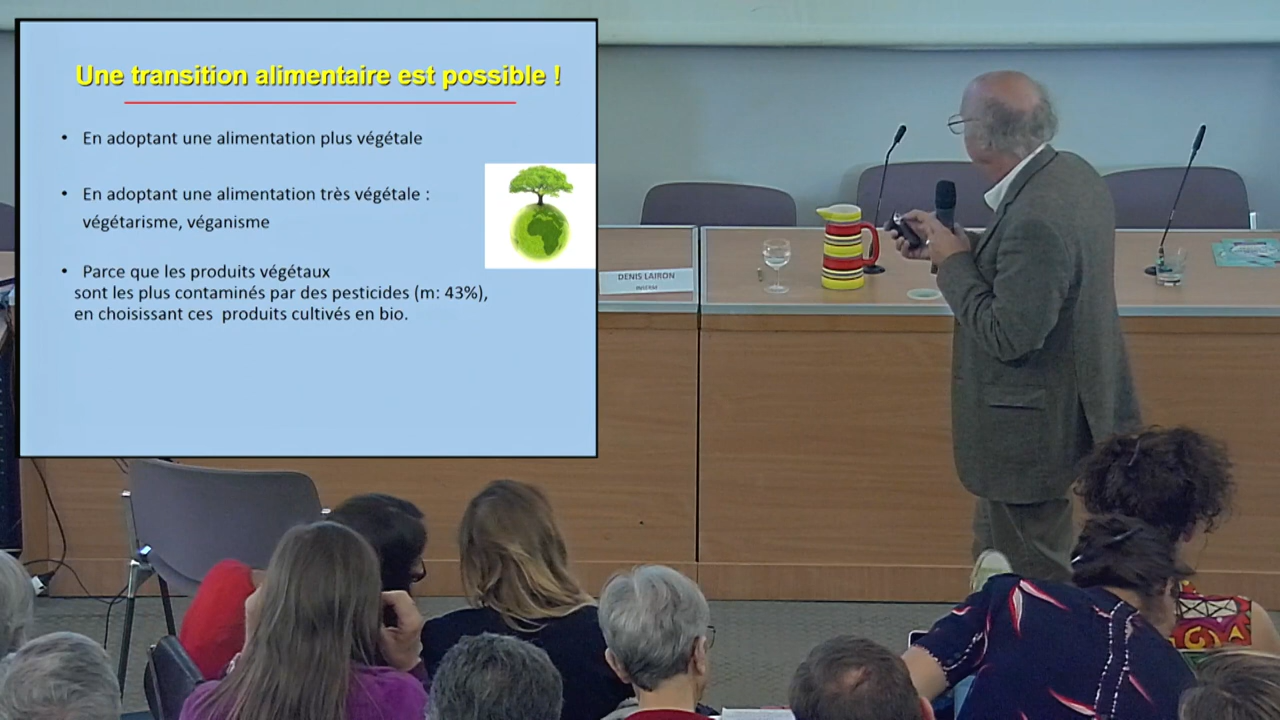 Une transition alimentaire est possible !
• En adoptant une alimentation plus végétale
• En adoptant une alimentation très végétale :
végétarisme, véganisme
• Parce que les produits végétaux
sont les plus contaminés par des pesticides (m: 43%),
en choisissant ces produits cultivés en bio.
DENIS LAIRON
INSERM